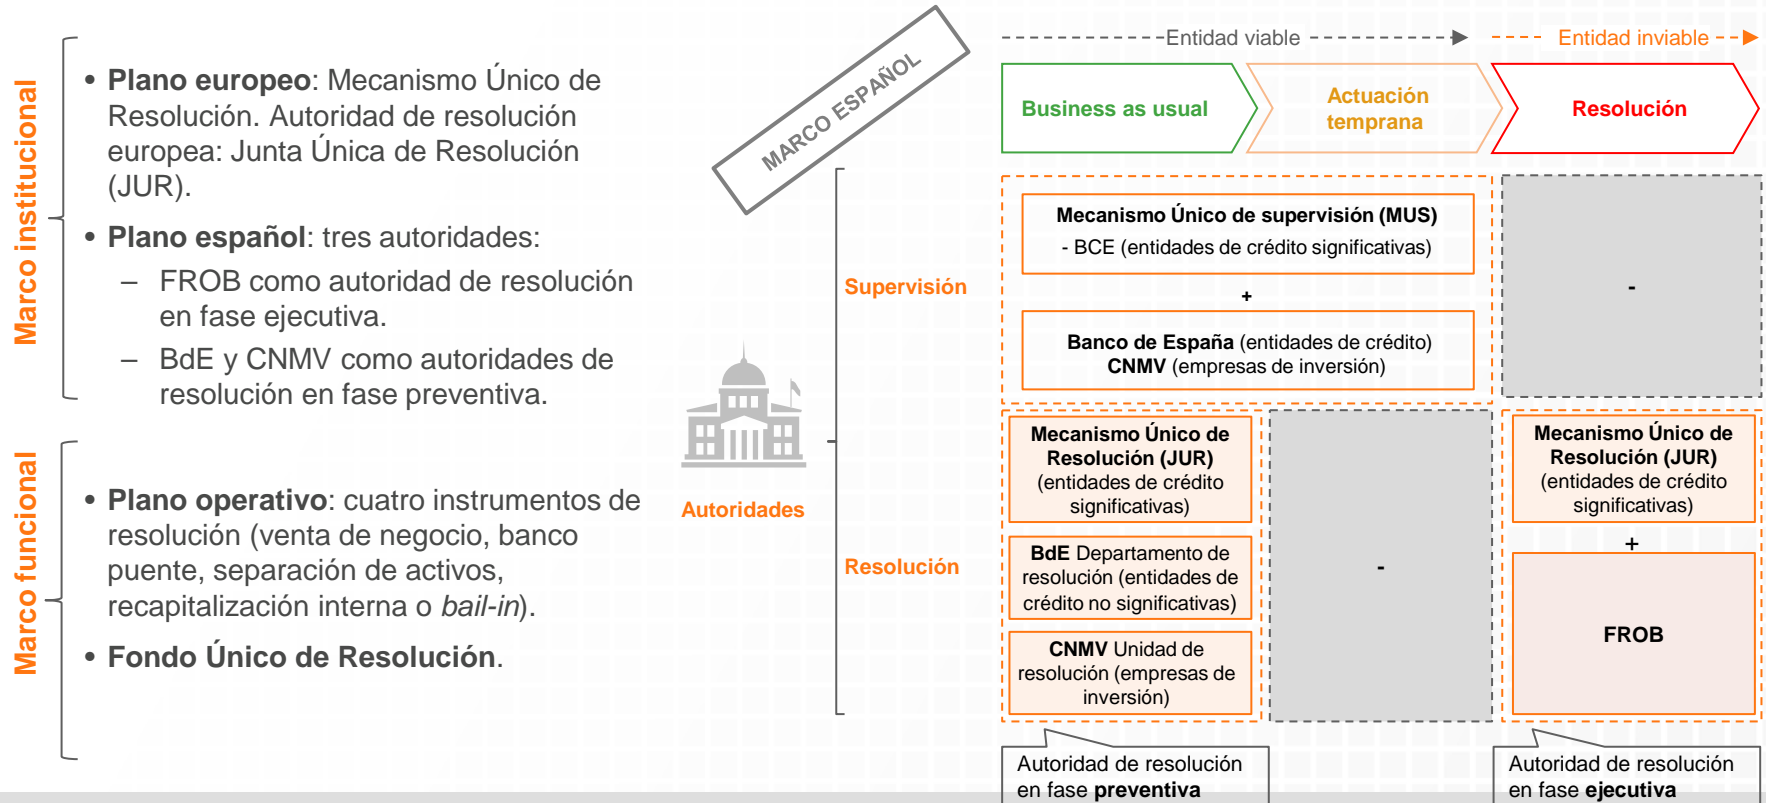 Marco institucional
• Plano europeo: Mecanismo Único de
Resolución. Autoridad de resolución
europea: Junta Única de Resolución
(JUR).
• Plano español: tres autoridades:
– FROB como autoridad de resolución
en fase ejecutiva.
– BdE y CNMV como autoridades de
resolución en fase preventiva.
Marco funcional
• Plano operativo: cuatro instrumentos de
resolución (venta de negocio, banco
puente, separación de activos,
recapitalización interna o bail-in).
• Fondo Único de Resolución.
MARCO ESPAÑOL
Entidad viable
Entidad inviable
Business as usual
Actuación
temprana
Resolución
Autoridades
Supervisión
Mecanismo Único de supervisión (MUS)
- BCE (entidades de crédito significativas)
+
Banco de España (entidades de crédito)
CNMV (empresas de inversión)
-
Resolución
Mecanismo Único de
Resolución (JUR)
(entidades de crédito
significativas)
BdE Departamento de
resolución (entidades de
crédito no significativas)
CNMV Unidad de
resolución (empresas de
inversión)
-
Mecanismo Único de
Resolución (JUR)
(entidades de crédito
significativas)
+
FROB
Autoridad de resolución
en fase preventiva
Autoridad de resolución
en fase ejecutiva